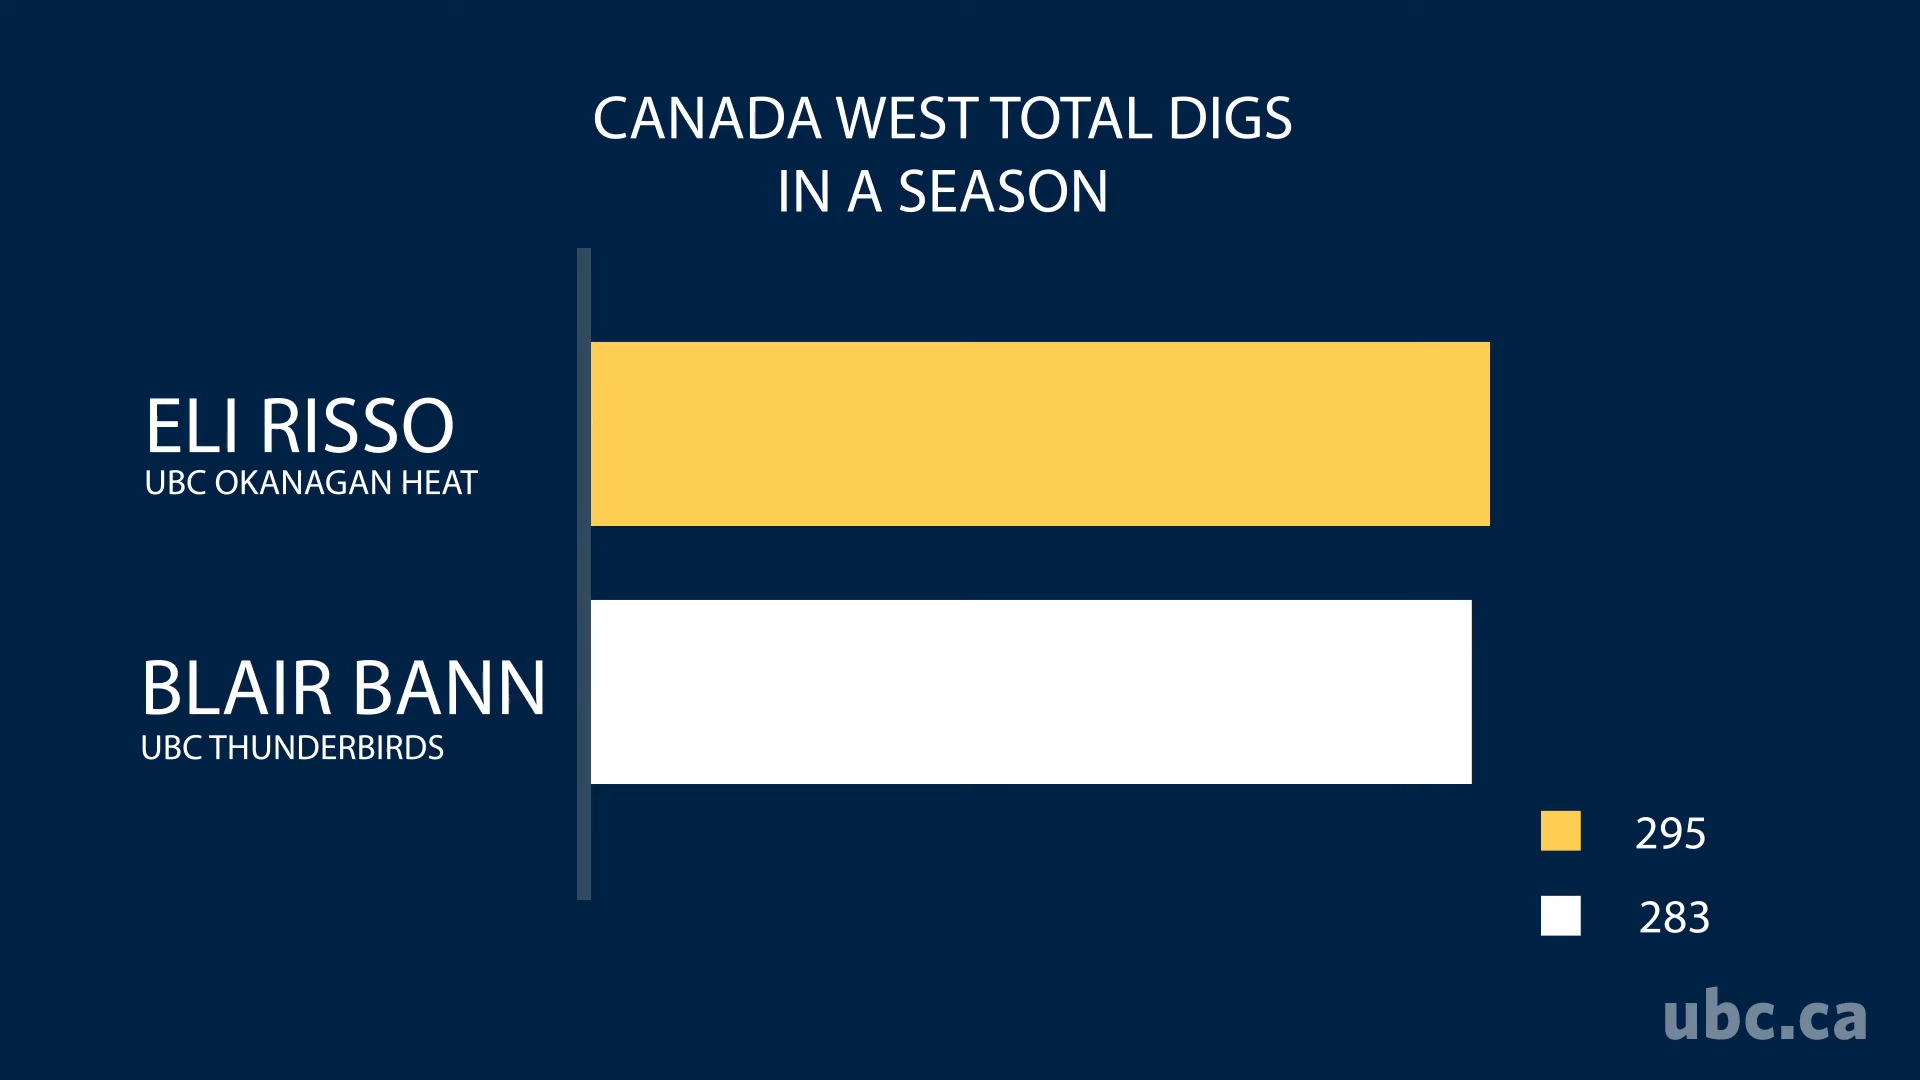 CANADA WEST TOTAL DIGS
IN A SEASON
ELI RISSO
UBC OKANAGAN HEAT
BLAIR BANN
UBC THUNDERBIRDS
295
283
ubc.ca